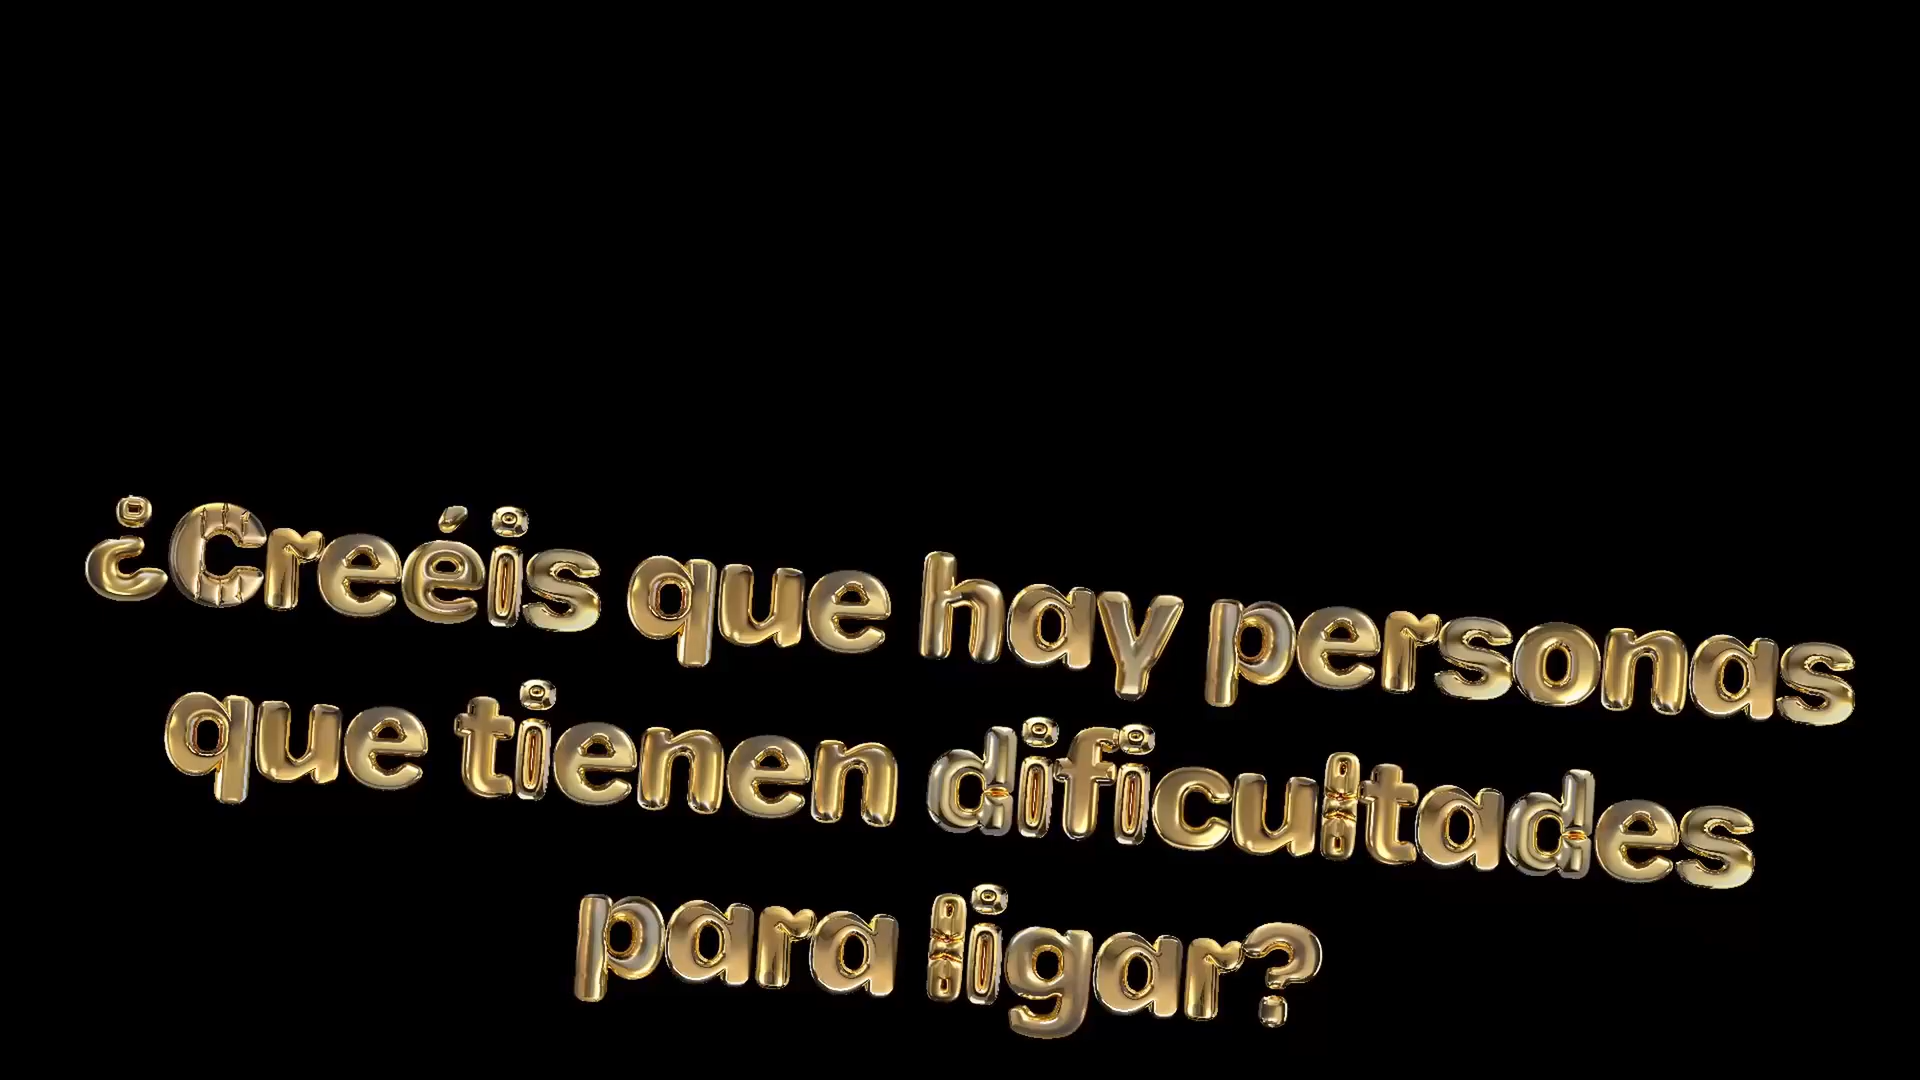 ¿Creéis que hay personas
que tienen dificultades
para ligar?